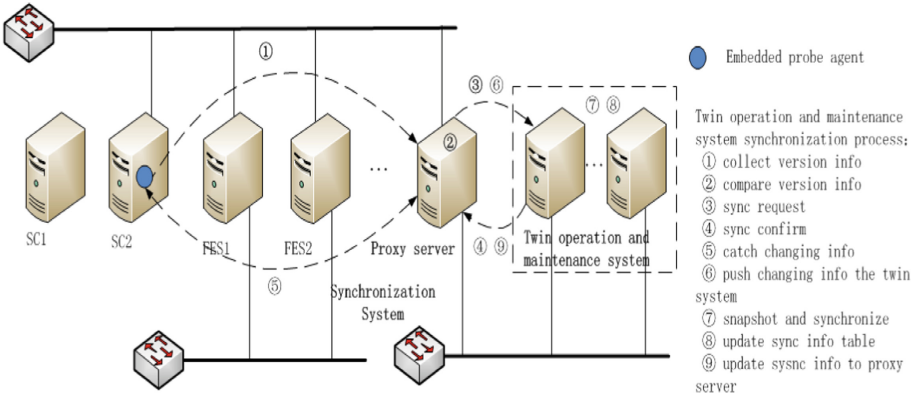 ①
③ ⑥
⑦ ⑧
②
SC1
SC2
FES1
FES2
...
Proxy server
④ ⑨
...
Twin operation and
maintenance system
⑤
Synchronization
System
Embedded probe agent
Twin operation and maintenance
system synchronization process:
① collect version info
② compare version info
③ sync request
④ sync confirm
⑤ catch changing info
⑥ push changing info the twin
system
⑦ snapshot and synchronize
⑧ update sync info table
⑨ update sysnc info to proxy
server